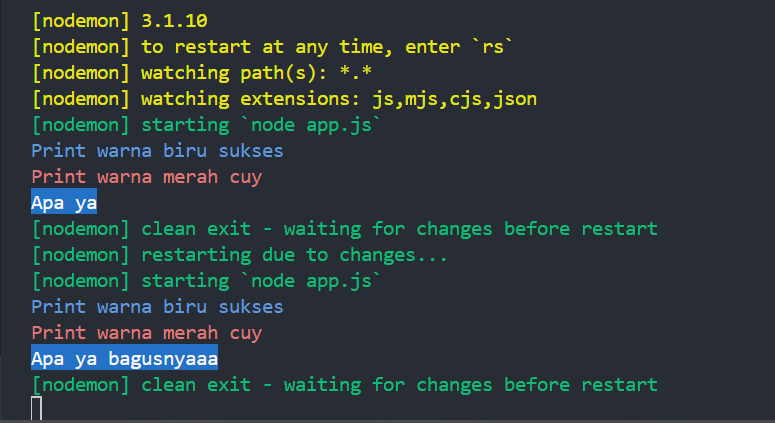 [nodemon] 3.1.10
[nodemon] to restart at any time, enter `rs`
[nodemon] watching path(s): *.*
[nodemon] watching extensions: js,mjs,cjs,json
[nodemon] starting `node app.js`
Print warna biru sukses
Print warna merah cuy
Apa ya
[nodemon] clean exit - waiting for changes before restart
[nodemon] restarting due to changes...
[nodemon] starting `node app.js`
Print warna biru sukses
Print warna merah cuy
Apa ya bagusnyaaa
[nodemon] clean exit - waiting for changes before restart